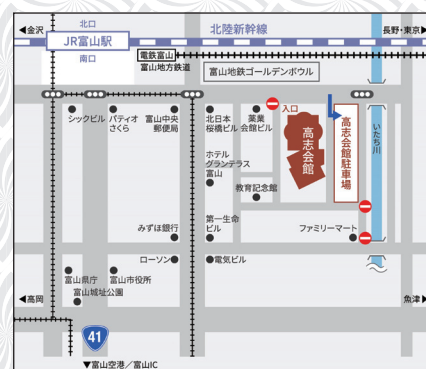 ◀金沢
北口
北陸新幹線
長野・東京▶
JR富山駅
南口
電鉄富山
富山地方鉄道
富山地鉄ゴールデンボウル
シックビル
パティオ
さくら
富山中央
郵便局
北日本
桜橋ビル
薬業
会館ビル
入口
高志会館
高志会館駐車場
いたち川
ホテル
グランテラス
富山
教育記念館
みずほ銀行
第一生命
ビル
ファミリーマート
ローソン
電気ビル
富山県庁
富山市役所
富山城址公園
◀高岡
魚津▶
41
▼富山空港／富山IC